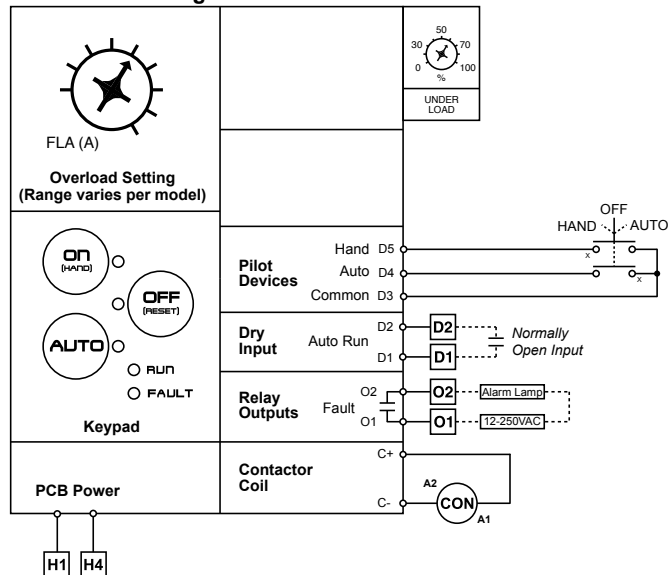 50
30
70
0
100
%
UNDER
LOAD
FLA (A)
Overload Setting
(Range varies per model)
ON
(HAND)
OFF
(RESET)
AUTO
RUN
FAULT
Keypad
PCB Power
H1
H4
Pilot
Devices
Hand D5
Auto D4
Common D3
OFF
HAND
AUTO
x
x
Dry
Input
Auto Run
D2
D1
D2
D1
Normally
Open Input
Relay
Outputs
Fault
O2
O1
O2
O1
Alarm Lamp
12-250VAC
Contactor
Coil
C+
C-
A2
CON
A1